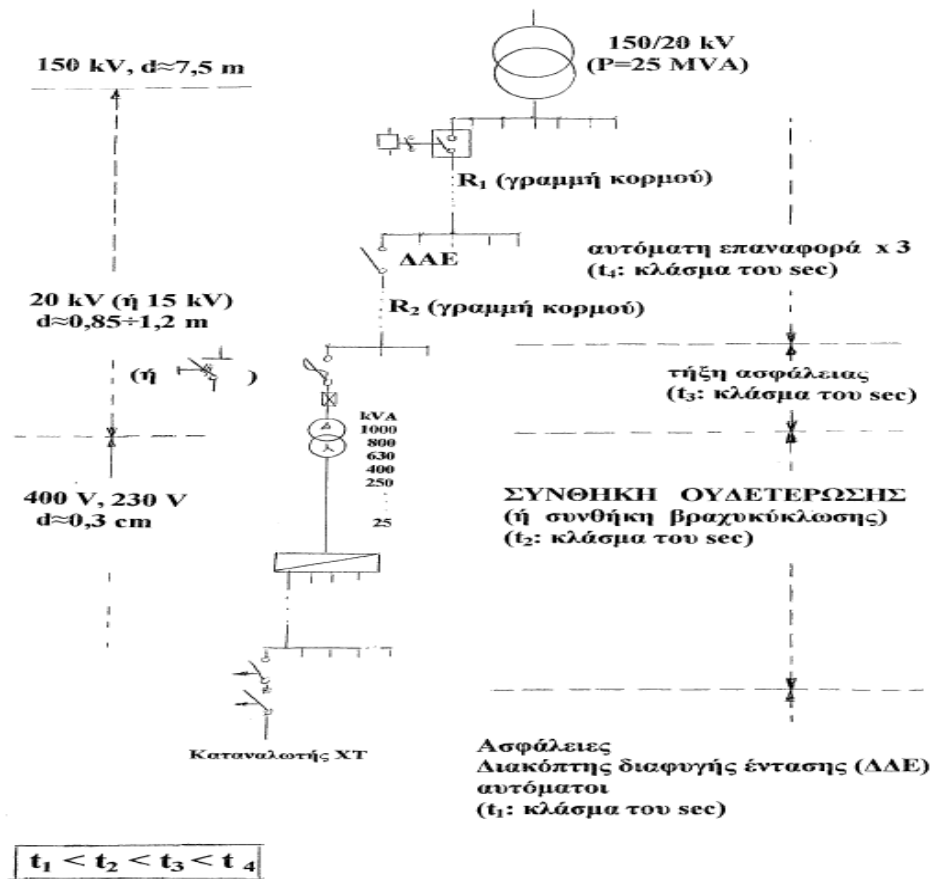 150/20 kV
(P=25 MVA)
150 kV, d≈7,5 m
R₁ (γραμμή κορμού)
ΔΑΕ
αυτόματη επαναφορά x 3
(t₄: κλάσμα του sec)
20 kV (ή 15 kV)
d≈0,85÷1,2 m
R₂ (γραμμή κορμού)
(ή )
τήξη ασφάλειας
(t₃: κλάσμα του sec)
kVA
1000
800
630
400
250
25
Δ
400 V, 230 V
d≈0,3 cm
ΣΥΝΘΗΚΗ ΟΥΔΕΤΕΡΩΣΗΣ
(ή συνθήκη βραχυκύκλωσης)
(t₂: κλάσμα του sec)
Καταναλωτής ΧΤ
Ασφάλειες
Διακόπτης διαφυγής έντασης (ΔΔΕ)
αυτόματοι
(t₁: κλάσμα του sec)
t₁ < t₂ < t₃ < t ₄